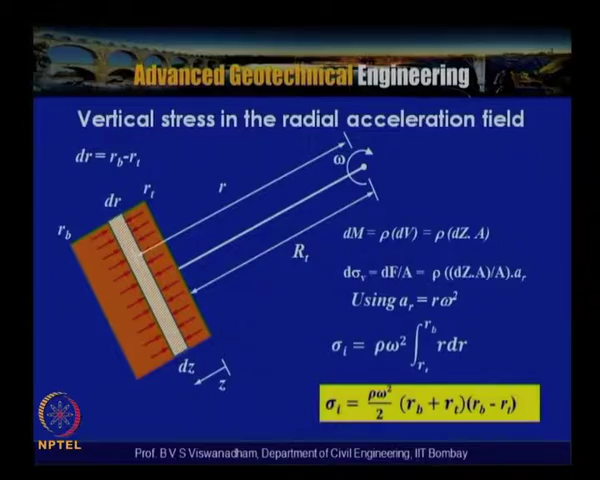 Advanced Geotechnical Engineering
Vertical stress in the radial acceleration field
dr = r_b-r_t
r
ω
r_t
dr
r_b
R_t
dM = ρ(dV) = ρ(dZ. A)
dσ_v = dF/A = ρ ((dZ.A)/A).a_r
Using a_r = rω²
σ_i = ρω² ∫_{r_t}^{r_b} rdr
dz
z
σ_i = ρω²/2 (r_b + r_t)(r_b - r_t)
NPTEL
Prof. B V S Viswanadham, Department of Civil Engineering, IIT Bombay